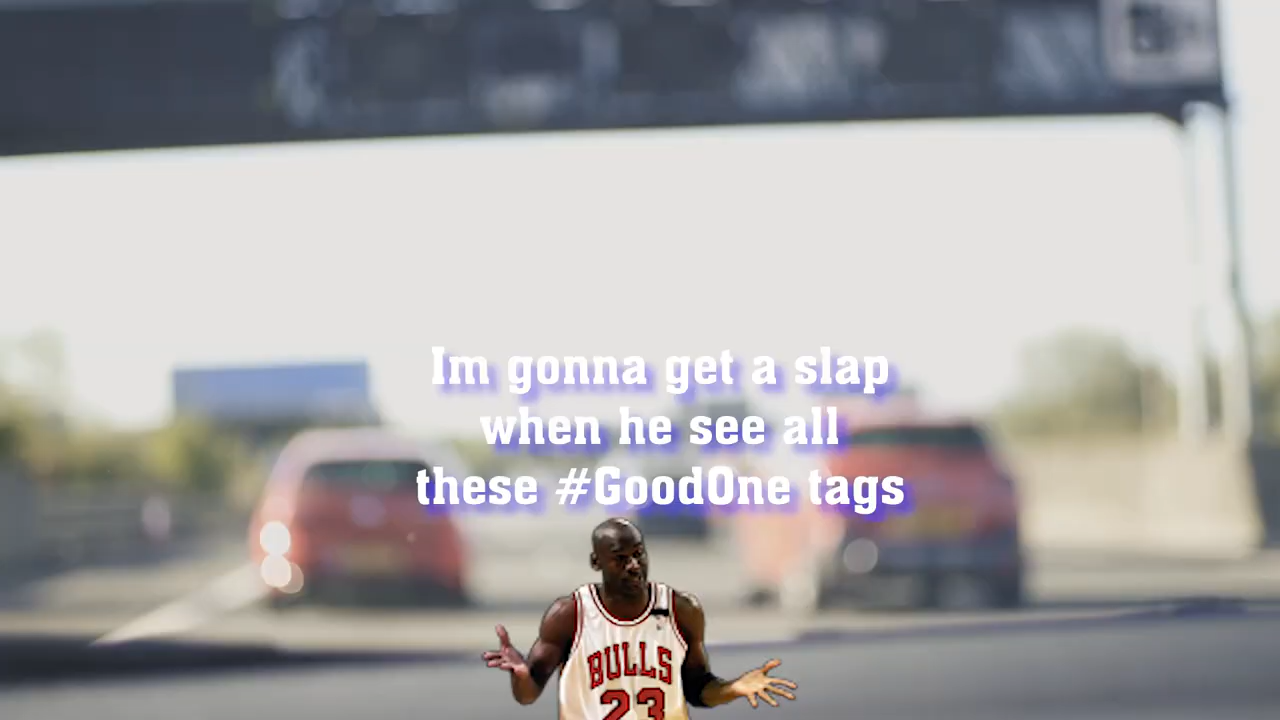 Im gonna get a slap
when he see all
these #GoodOne tags
BULLS
23